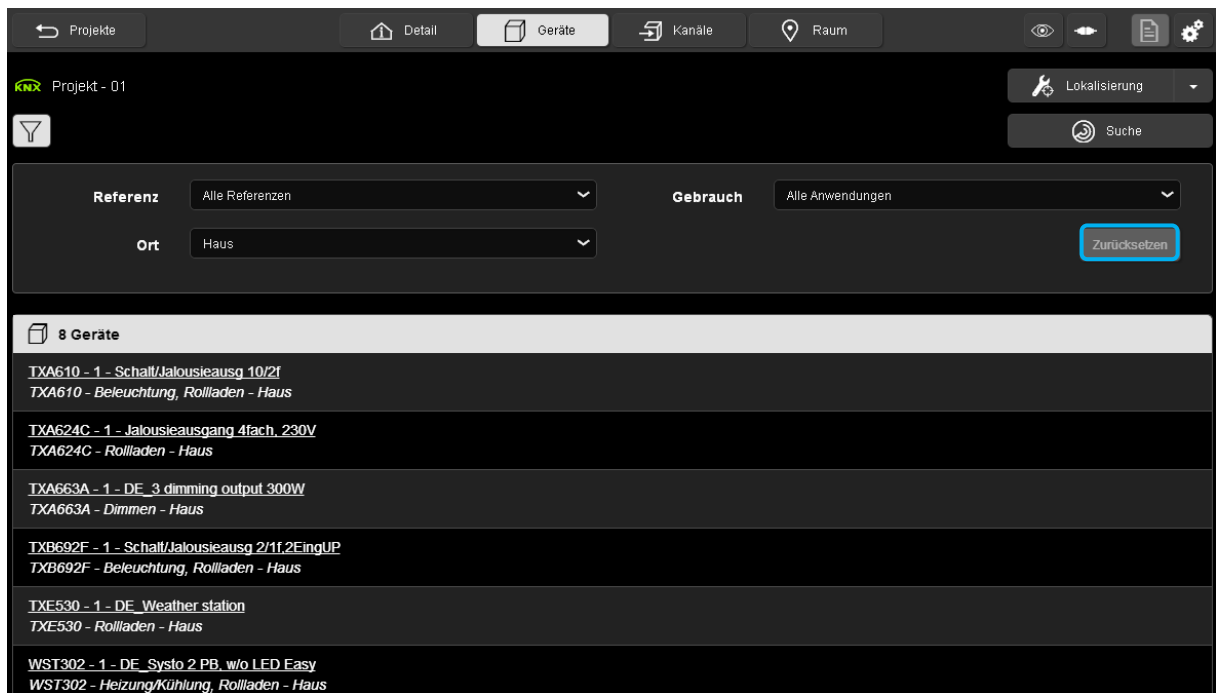 Projekte
Detail
Geräte
Kanäle
Raum
KNX Projekt - 01
Lokalisierung
Suche
Referenz Alle Referenzen
Gebrauch Alle Anwendungen
Ort Haus
Zurücksetzen
8 Geräte
TXA610 - 1 - Schalt/Jalousieausg 10/2f
TXA610 - Beleuchtung, Rollladen - Haus
TXA624C - 1 - Jalousieausgang 4fach, 230V
TXA624C - Rollladen - Haus
TXA663A - 1 - DE_3 dimming output 300W
TXA663A - Dimmen - Haus
TXB692F - 1 - Schalt/Jalousieausg 2/1f,2EingUP
TXB692F - Beleuchtung, Rollladen - Haus
TXE530 - 1 - DE_Weather station
TXE530 - Rollladen - Haus
WST302 - 1 - DE_Systo 2 PB, w/o LED Easy
WST302 - Heizung/Kühlung, Rollladen - Haus